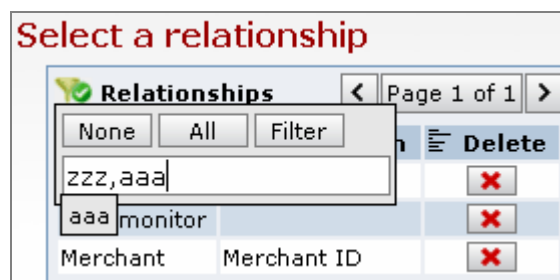 Select a relationship
Relationships < Page 1 of 1 >
None All Filter
n Delete
zzz,aaa
aaa monitor
Merchant Merchant ID